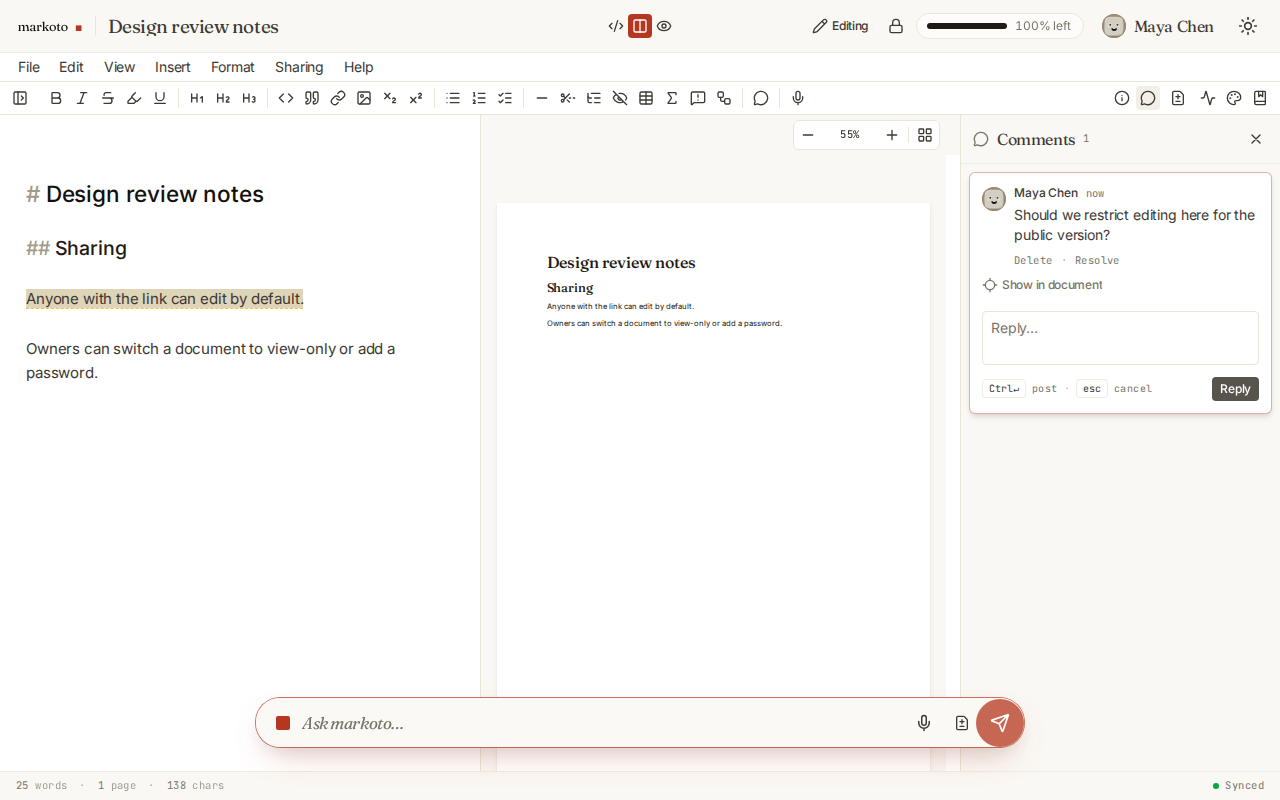 markoto
Design review notes
Editing
100% left
Maya Chen
File Edit View Insert Format Sharing Help
H1 H2 H3
55%
# Design review notes
## Sharing
Anyone with the link can edit by default.
Owners can switch a document to view-only or add a
password.
Design review notes
Sharing
Anyone with the link can edit by default.
Owners can switch a document to view-only or add a password.
Comments 1
Maya Chen now
Should we restrict editing here for the
public version?
Delete · Resolve
Show in document
Reply...
Ctrl↵ post · esc cancel
Reply
Ask markoto...
25 words · 1 page · 138 chars
Synced